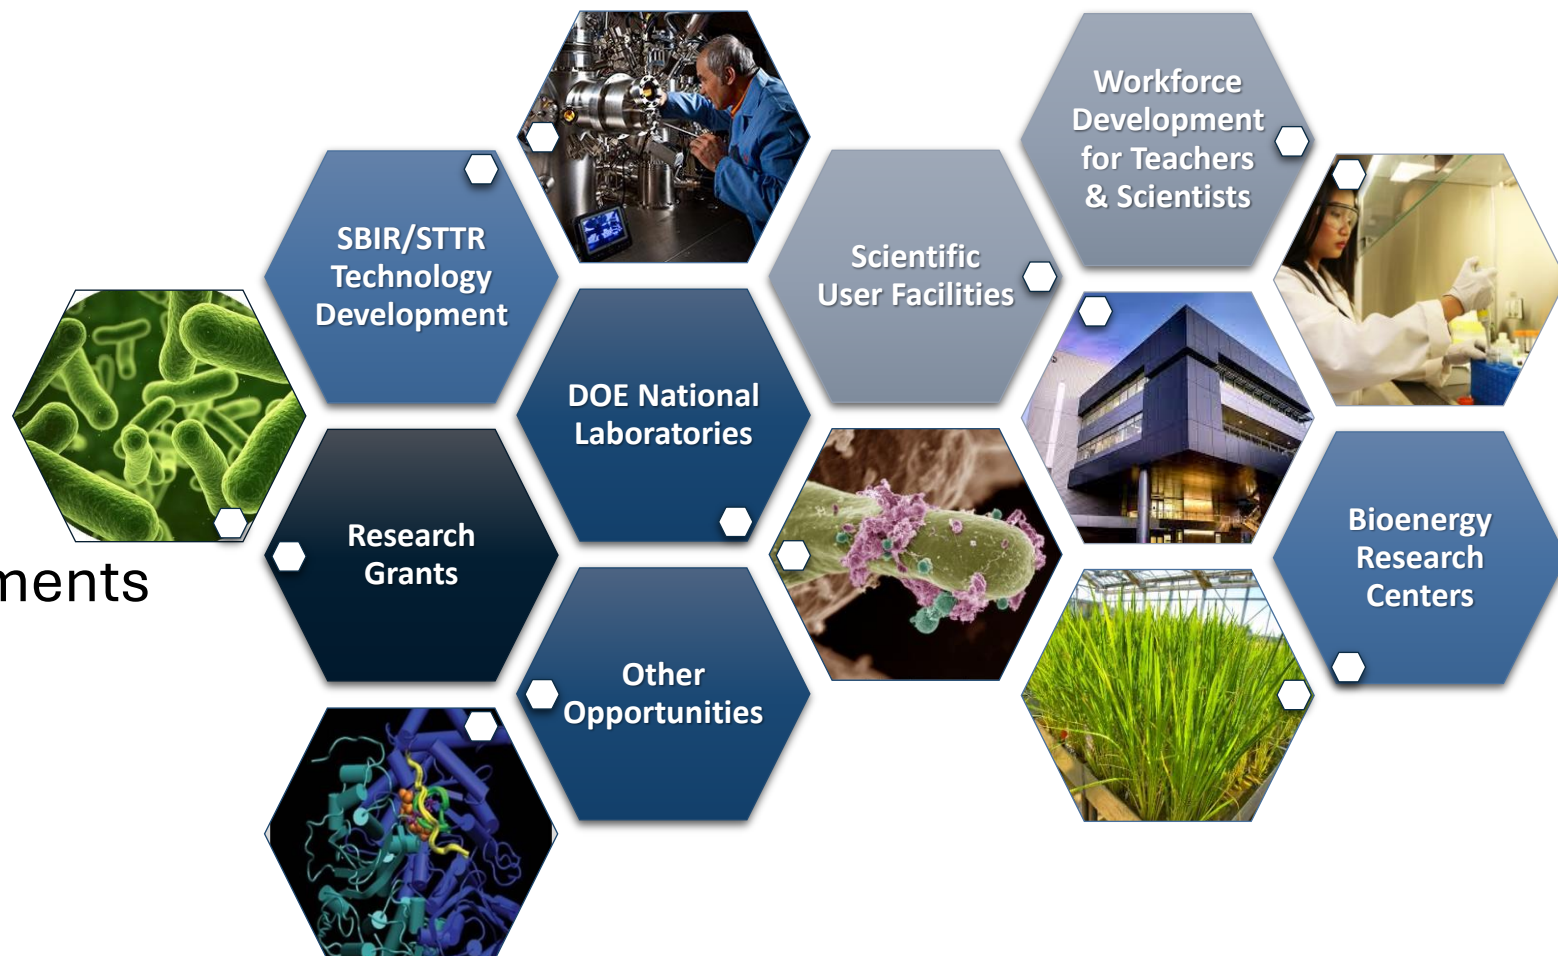 Workforce
Development
for Teachers
& Scientists
SBIR/STTR
Technology
Development
Scientific
User Facilities
DOE National
Laboratories
Research
Grants
Bioenergy
Research
Centers
Other
Opportunities